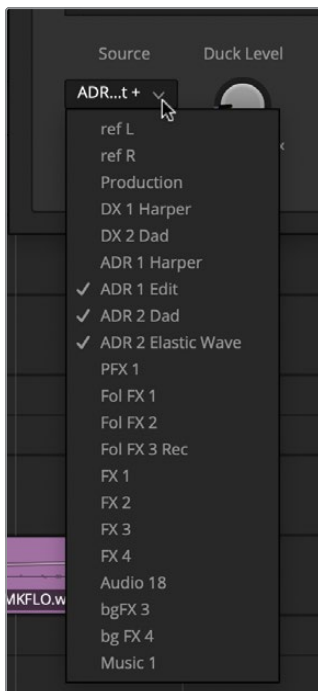 Source Duck Level
ADR...t +
ref L
ref R
Production
DX 1 Harper
DX 2 Dad
ADR 1 Harper
ADR 1 Edit
ADR 2 Dad
ADR 2 Elastic Wave
PFX 1
Fol FX 1
Fol FX 2
Fol FX 3 Rec
FX 1
FX 2
FX 3
FX 4
Audio 18
bgFX 3
bg FX 4
Music 1
MKFLO.w